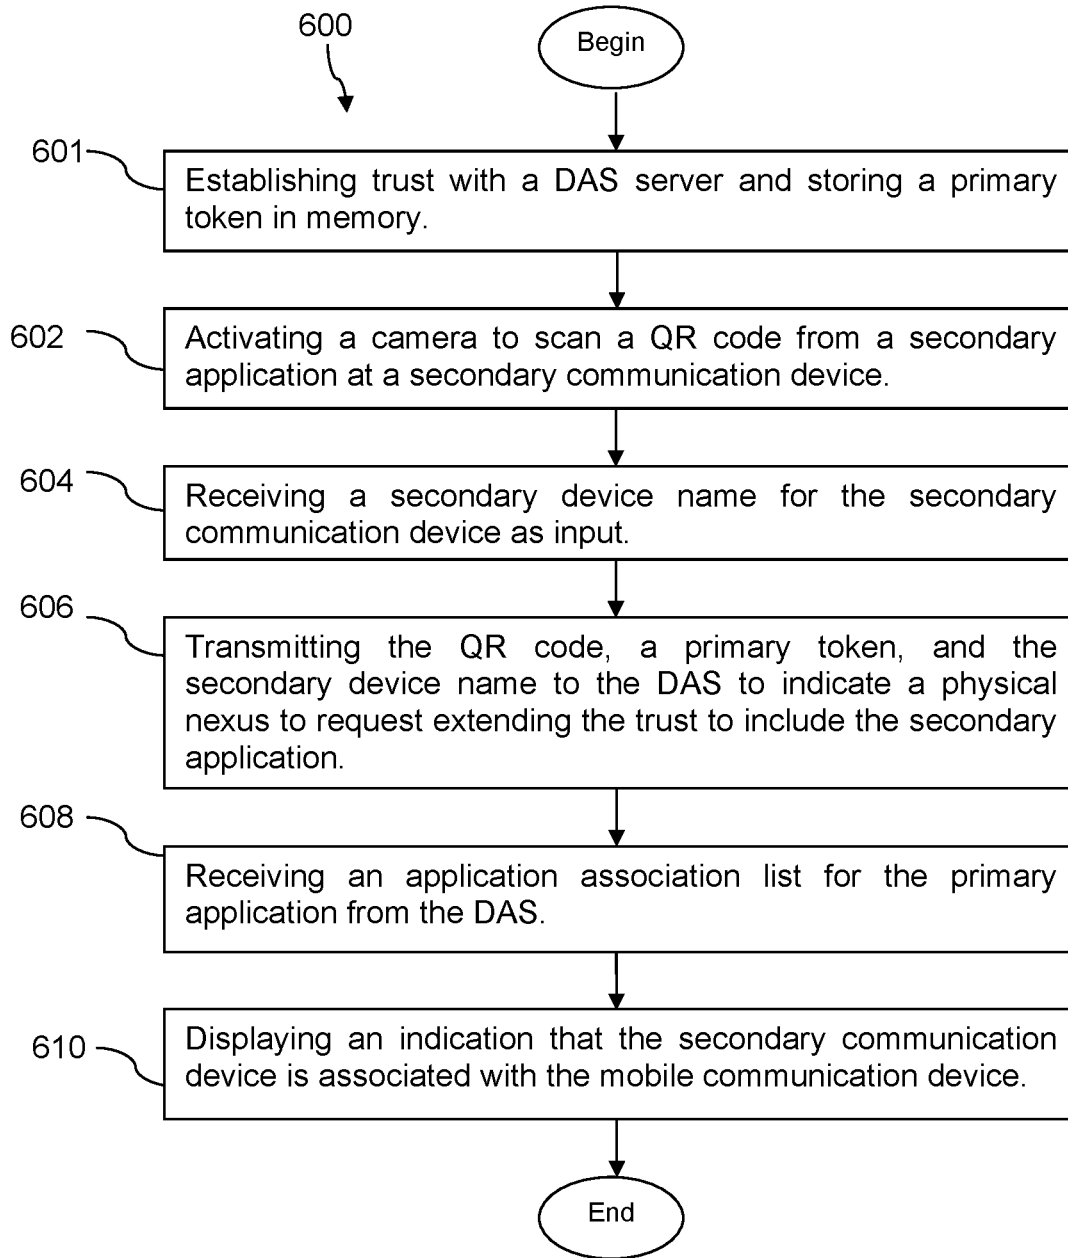 600
Begin
601
Establishing trust with a DAS server and storing a primary
token in memory.
602
Activating a camera to scan a QR code from a secondary
application at a secondary communication device.
604
Receiving a secondary device name for the secondary
communication device as input.
606
Transmitting the QR code, a primary token, and the
secondary device name to the DAS to indicate a physical
nexus to request extending the trust to include the secondary
application.
608
Receiving an application association list for the primary
application from the DAS.
610
Displaying an indication that the secondary communication
device is associated with the mobile communication device.
End